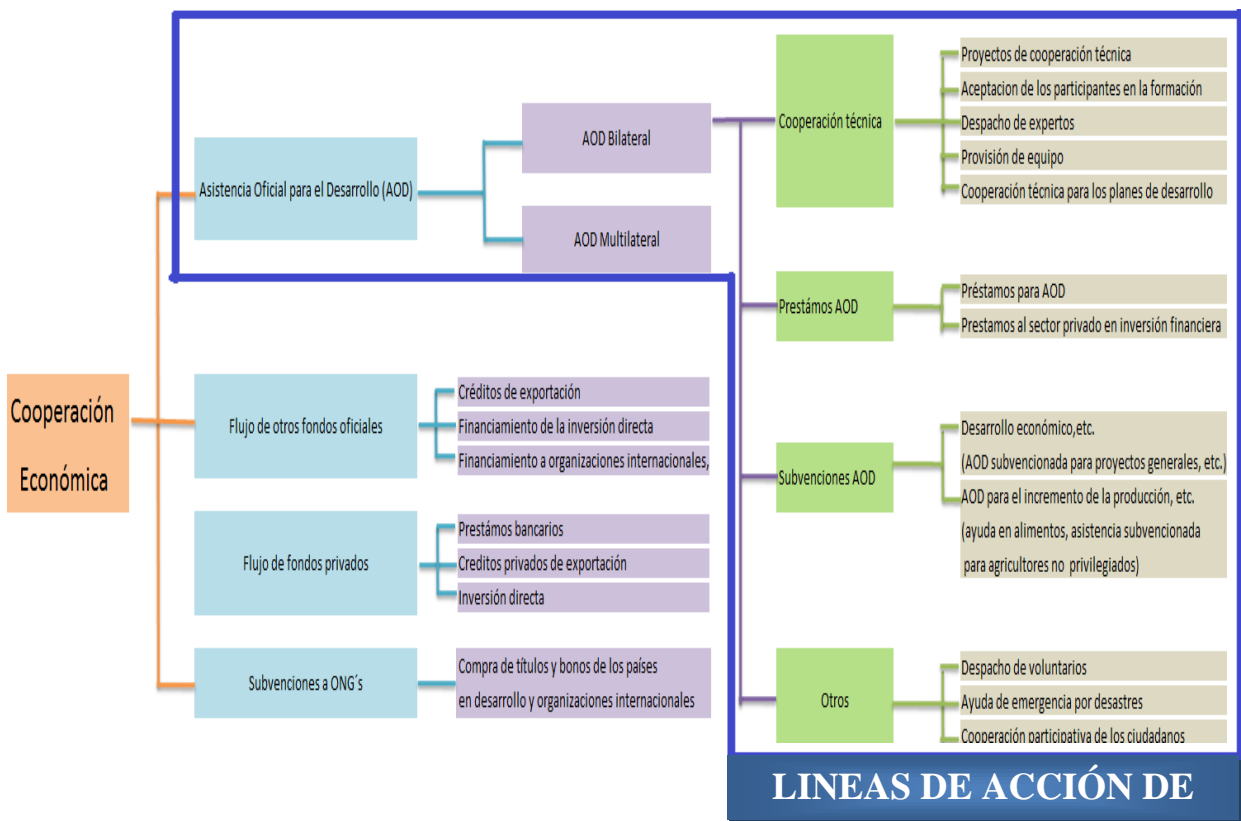 Cooperación
Económica
Asistencia Oficial para el Desarrollo (AOD)
AOD Bilateral
AOD Multilateral
Cooperación técnica
Proyectos de cooperación técnica
Aceptacion de los participantes en la formación
Despacho de expertos
Provisión de equipo
Cooperación técnica para los planes de desarrollo
Prestámos AOD
Préstamos para AOD
Prestamos al sector privado en inversión financiera
Subvenciones AOD
Desarrollo económico,etc.
(AOD subvencionada para proyectos generales, etc.)
AOD para el incremento de la producción, etc.
(ayuda en alimentos, asistencia subvencionada
para agricultores no privilegiados)
Otros
Despacho de voluntarios
Ayuda de emergencia por desastres
Cooperación participativa de los ciudadanos
Flujo de otros fondos oficiales
Créditos de exportación
Financiamiento de la inversión directa
Financiamiento a organizaciones internacionales,
Flujo de fondos privados
Prestámos bancarios
Creditos privados de exportación
Inversión directa
Subvenciones a ONG´s
Compra de títulos y bonos de los países
en desarrollo y organizaciones internacionales
LINEAS DE ACCIÓN DE